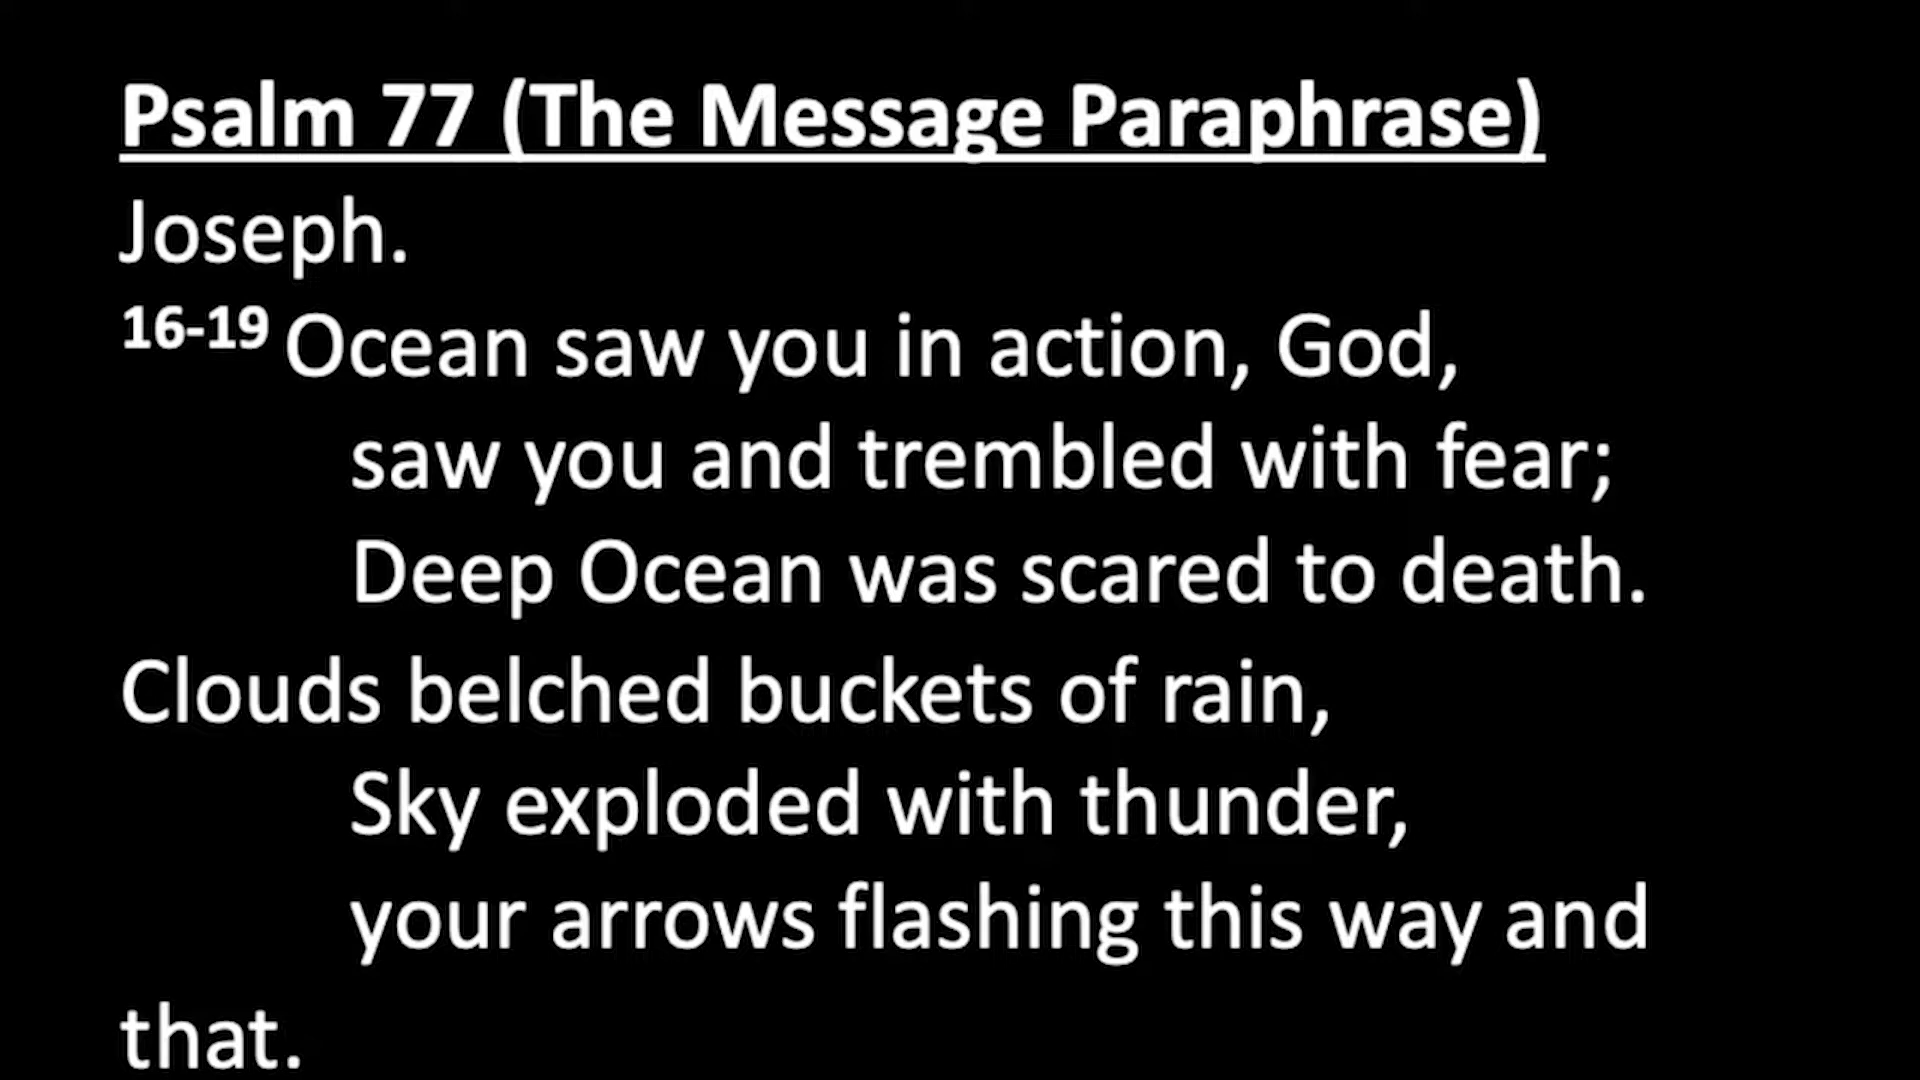 Psalm 77 (The Message Paraphrase)
Joseph.
16-19 Ocean saw you in action, God,
saw you and trembled with fear;
Deep Ocean was scared to death.
Clouds belched buckets of rain,
Sky exploded with thunder,
your arrows flashing this way and
that.